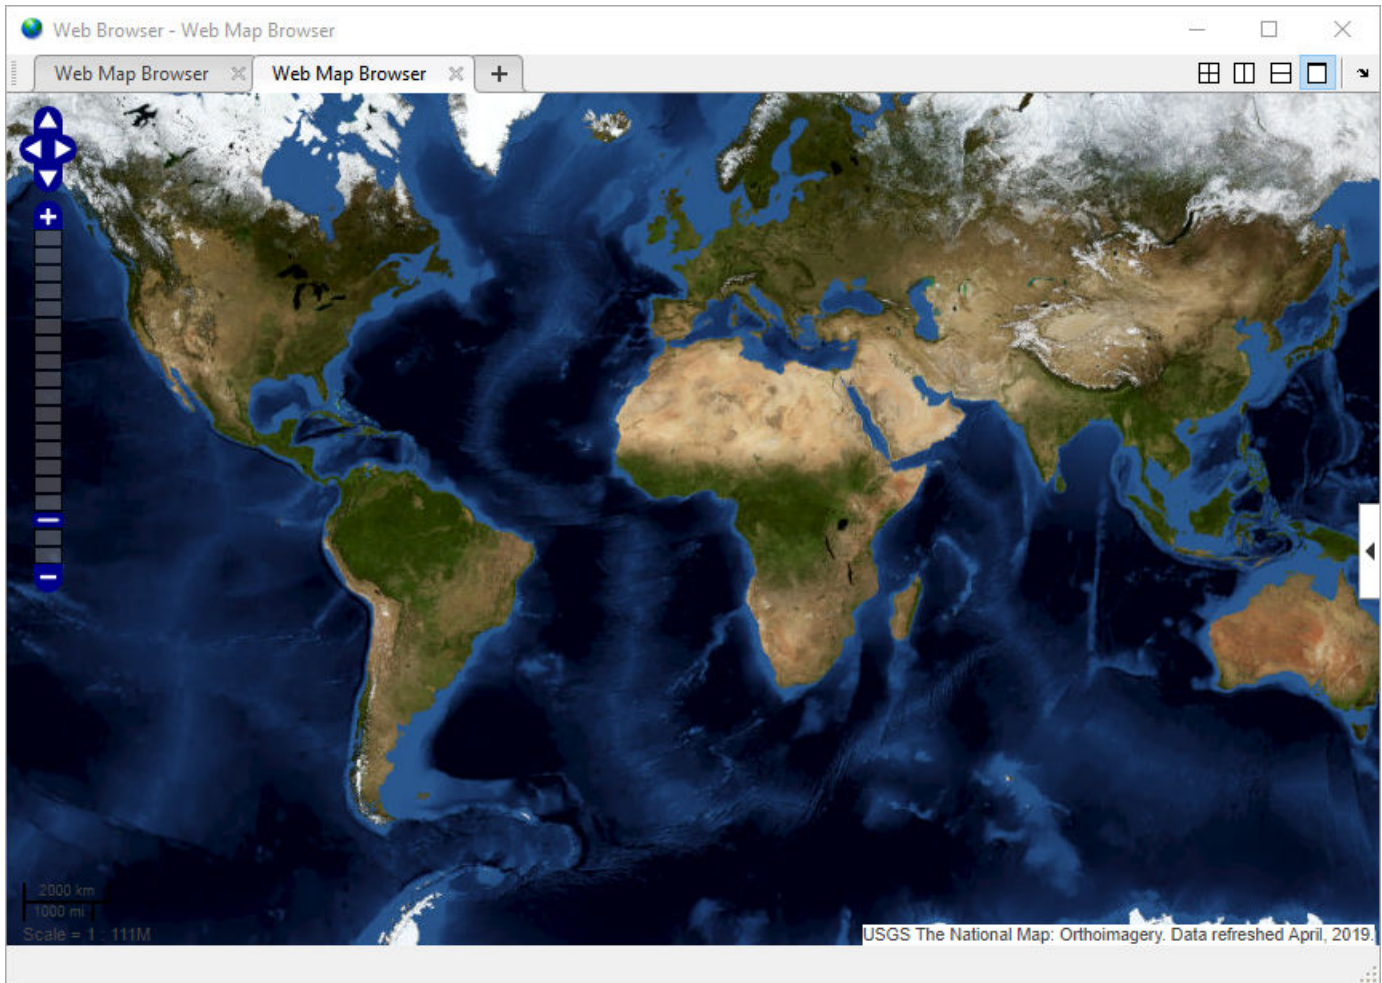 Web Browser - Web Map Browser
Web Map Browser
Web Map Browser
2000 km
1000 mi
Scale = 1 : 111M
USGS The National Map: Orthoimagery. Data refreshed April, 2019.